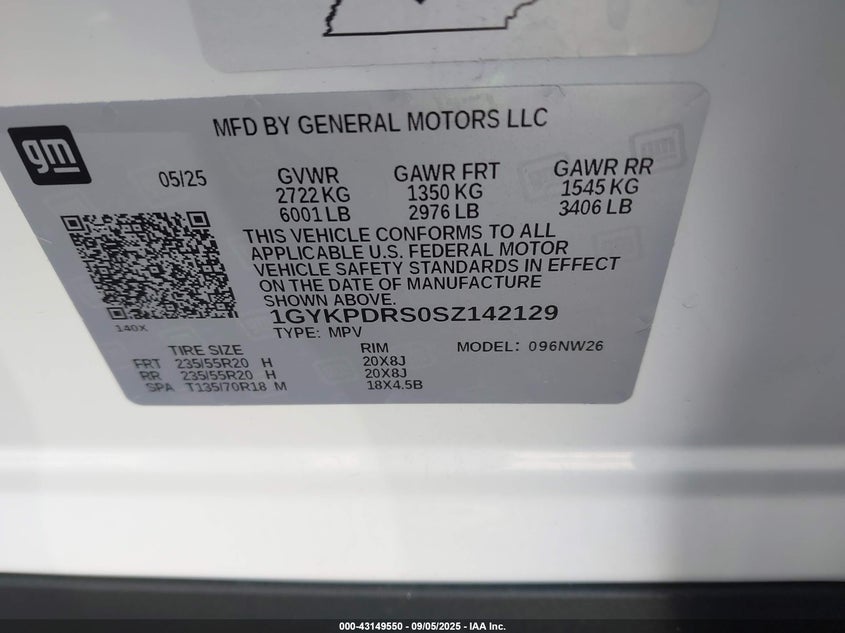 MFD BY GENERAL MOTORS LLC
gm
05/25 GVWR GAWR FRT GAWR RR
2722 KG 1350 KG 1545 KG
6001 LB 2976 LB 3406 LB
THIS VEHICLE CONFORMS TO ALL
APPLICABLE U.S. FEDERAL MOTOR
VEHICLE SAFETY STANDARDS IN EFFECT
ON THE DATE OF MANUFACTURE
SHOWN ABOVE.
1GYKPDRS0SZ142129
140X
TYPE: MPV
TIRE SIZE RIM MODEL: 096NW26
FRT 235/55R20 H 20X8J
RR 235/55R20 H 20X8J
SPA T135/70R18 M 18X4.5B
000-43149550 - 09/05/2025 - IAA Inc.